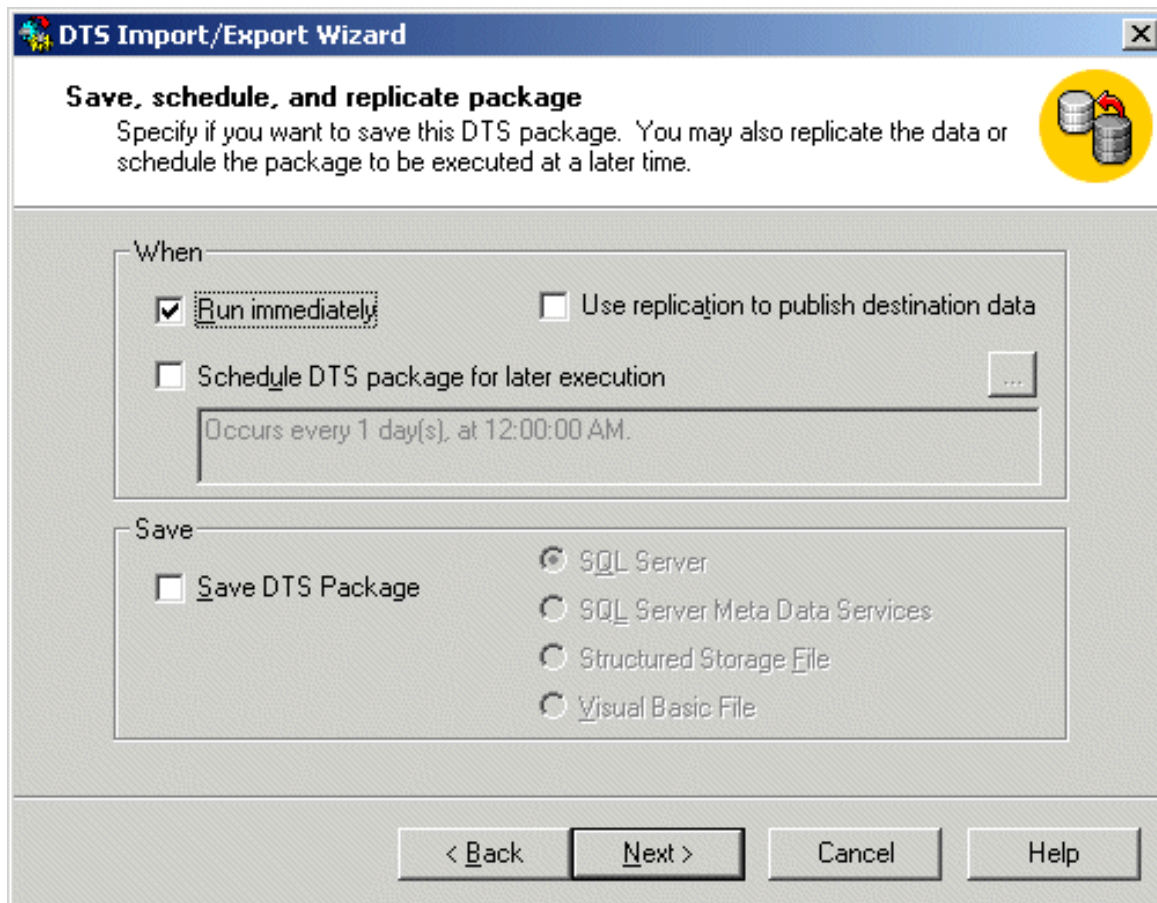 DTS Import/Export Wizard
Save, schedule, and replicate package
Specify if you want to save this DTS package. You may also replicate the data or
schedule the package to be executed at a later time.
When
Run immediately
Use replication to publish destination data
Schedule DTS package for later execution
...
Occurs every 1 day(s), at 12:00:00 AM.
Save
Save DTS Package
SQL Server
SQL Server Meta Data Services
Structured Storage File
Visual Basic File
< Back
Next >
Cancel
Help